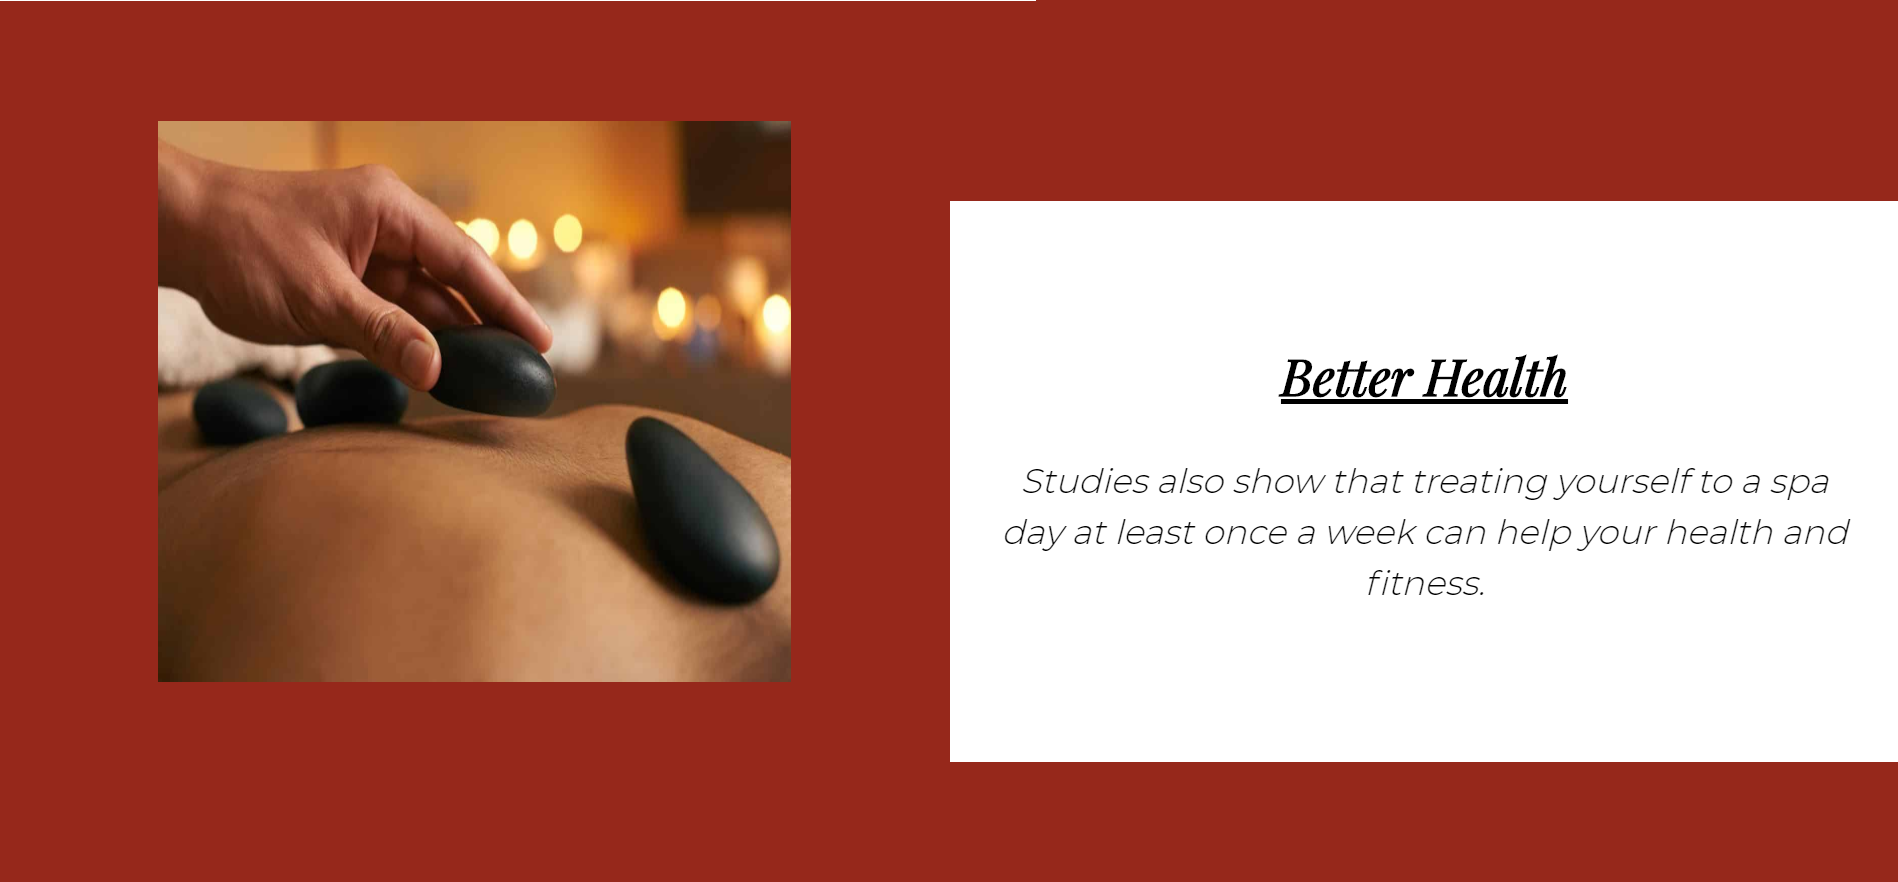 Better Health
Studies also show that treating yourself to a spa
day at least once a week can help your health and
fitness.